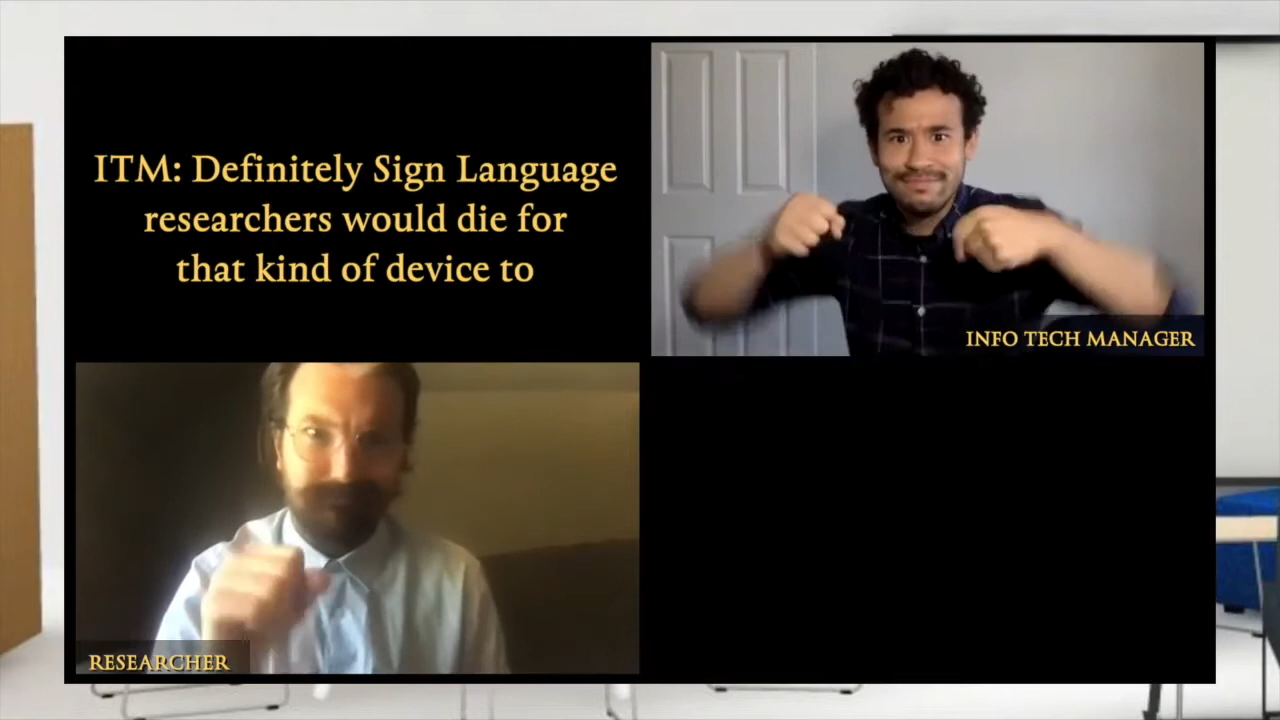 ITM: Definitely Sign Language
researchers would die for
that kind of device to
INFO TECH MANAGER
RESEARCHER